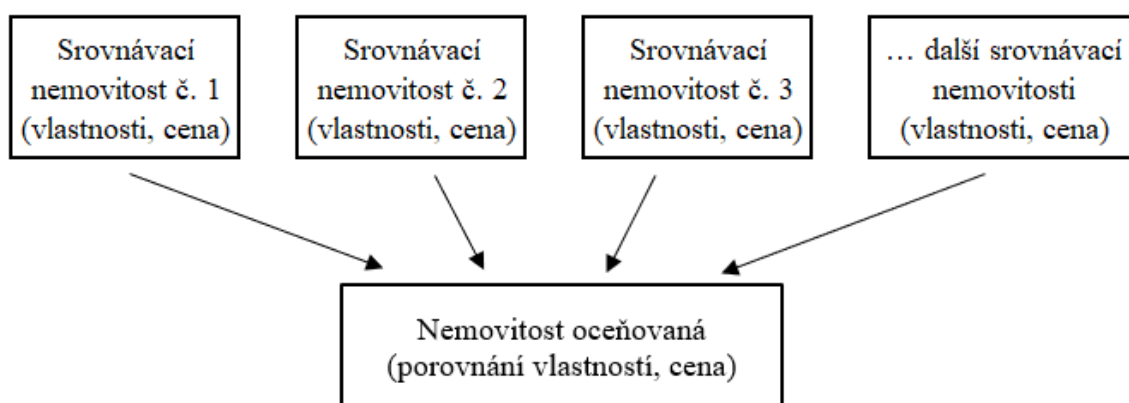 Srovnávací
nemovitost č. 1
(vlastnosti, cena)
Srovnávací
nemovitost č. 2
(vlastnosti, cena)
Srovnávací
nemovitost č. 3
(vlastnosti, cena)
… další srovnávací
nemovitosti
(vlastnosti, cena)
Nemovitost oceňovaná
(porovnání vlastností, cena)